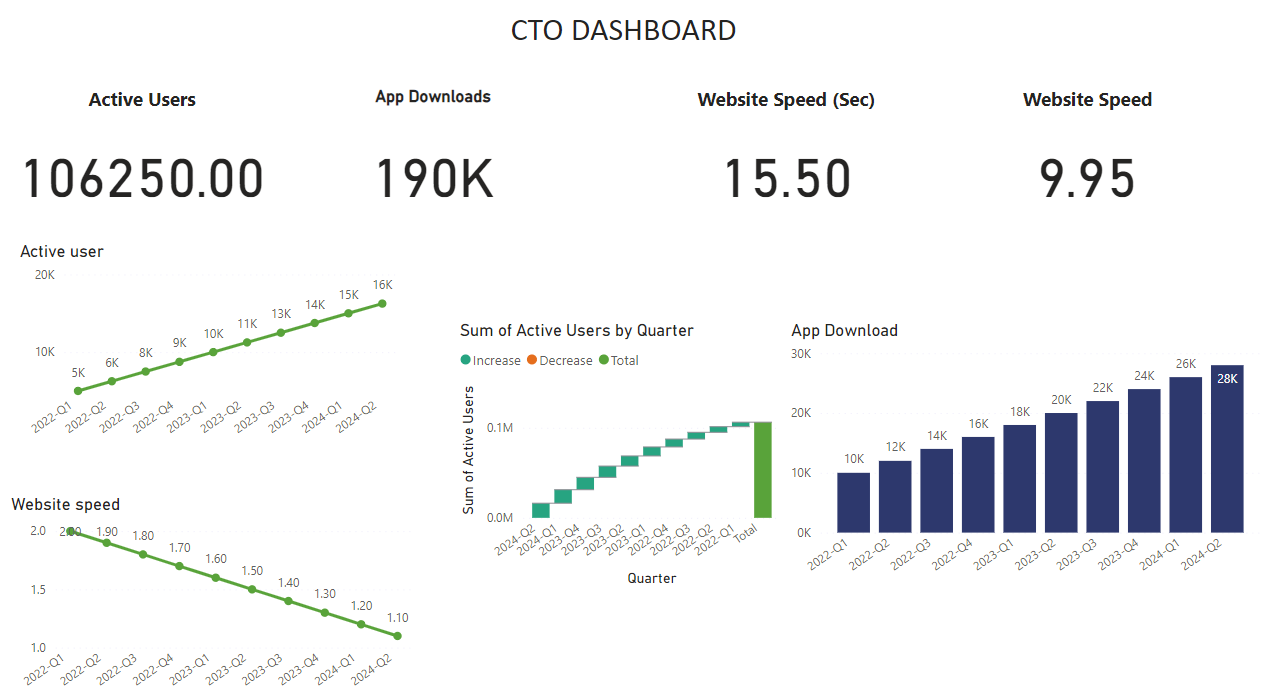 CTO DASHBOARD
Active Users
App Downloads
Website Speed (Sec)
Website Speed
106250.00
190K
15.50
9.95
Active user
20K
10K
5K
6K
8K
9K
10K
11K
13K
14K
15K
16K
2022-Q1
2022-Q2
2022-Q3
2022-Q4
2023-Q1
2023-Q2
2023-Q3
2023-Q4
2024-Q1
2024-Q2
Website speed
2.0
1.5
1.0
2.00
1.90
1.80
1.70
1.60
1.50
1.40
1.30
1.20
1.10
2022-Q1
2022-Q2
2022-Q3
2022-Q4
2023-Q1
2023-Q2
2023-Q3
2023-Q4
2024-Q1
2024-Q2
Sum of Active Users by Quarter
Increase Decrease Total
Sum of Active Users
0.1M
0.0M
2024-Q2
2024-Q1
2023-Q4
2023-Q3
2023-Q2
2023-Q1
2022-Q4
2022-Q3
2022-Q2
2022-Q1
Total
Quarter
App Download
30K
20K
10K
0K
10K
12K
14K
16K
18K
20K
22K
24K
26K
28K
2022-Q1
2022-Q2
2022-Q3
2022-Q4
2023-Q1
2023-Q2
2023-Q3
2023-Q4
2024-Q1
2024-Q2